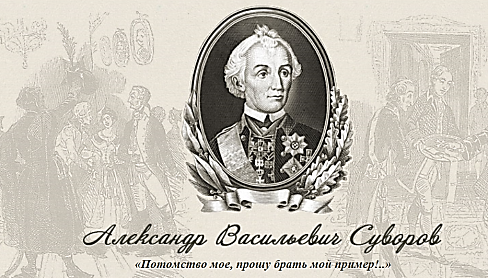 Александр Васильевич Суворов
«Потомство мое, прошу брать мой пример!..»